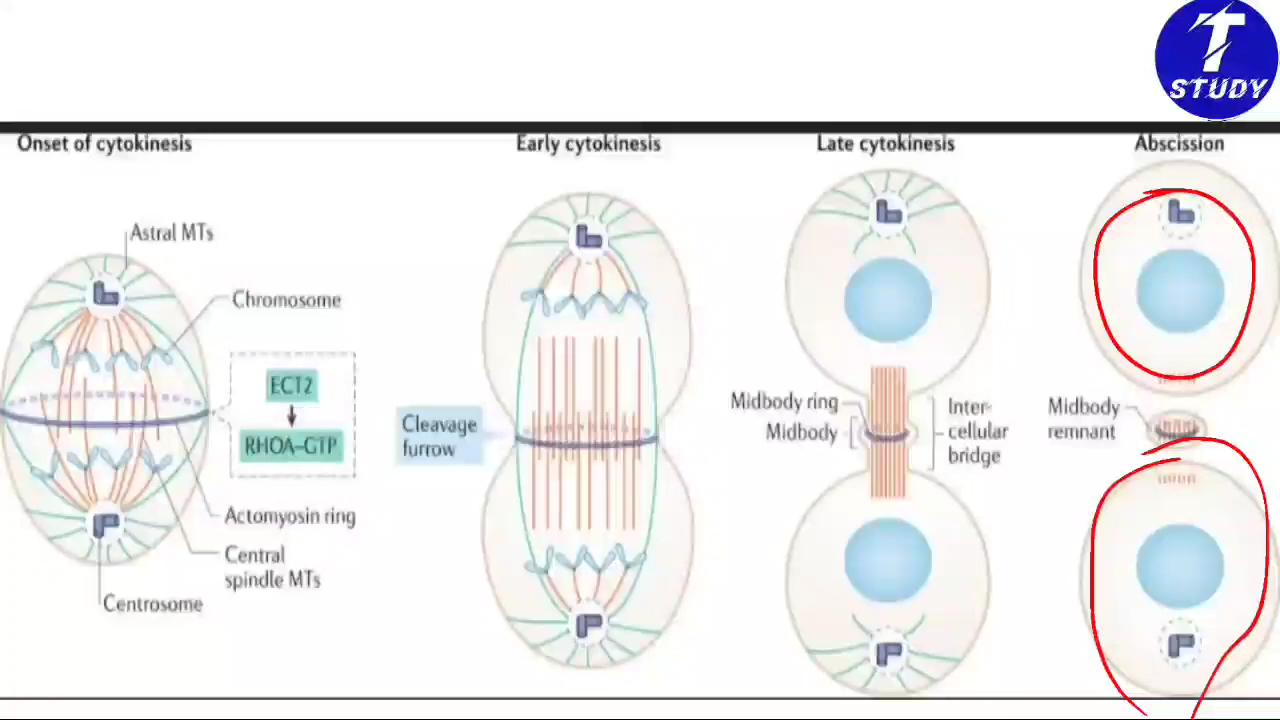 T
STUDY
Onset of cytokinesis
Early cytokinesis
Late cytokinesis
Abscission
Astral MTs
Chromosome
ECT2
RHOA–GTP
Actomyosin ring
Central
spindle MTs
Centrosome
Cleavage
furrow
Midbody ring
Midbody
Inter-
cellular
bridge
Midbody
remnant